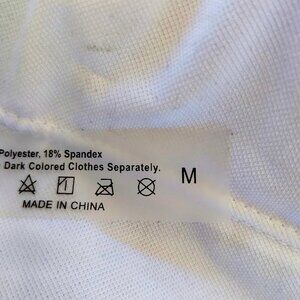 Polyester, 18% Spandex
Dark Colored Clothes Separately.
M
MADE IN CHINA